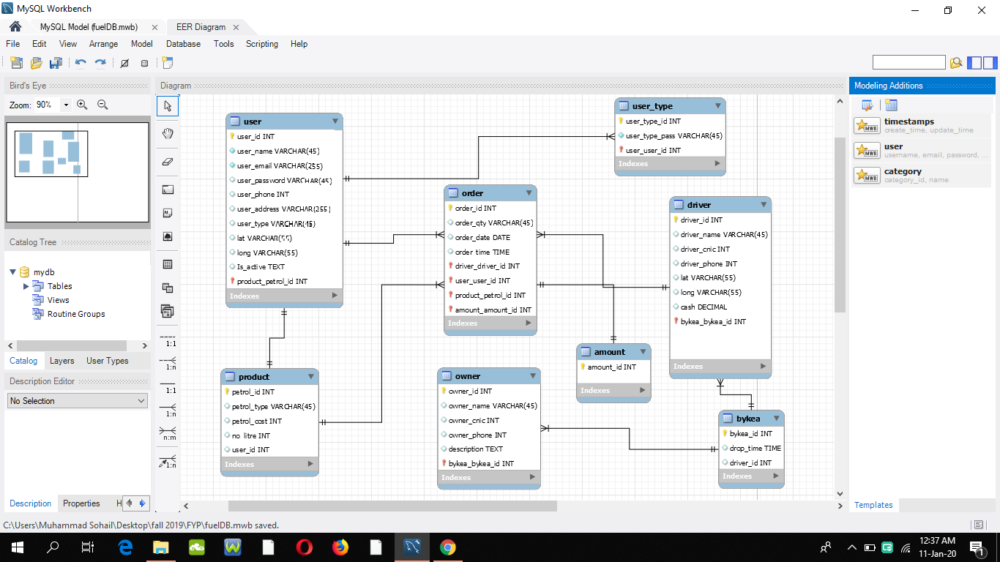 MySQL Workbench
MySQL Model (fuelDB.mwb)
EER Diagram
File Edit View Arrange Model Database Tools Scripting Help
Bird's Eye
Zoom: 90%
Catalog Tree
mydb
Tables
Views
Routine Groups
Catalog Layers User Types
Description Editor
No Selection
Description Properties H
Diagram
1:1
1:n
1:1
1:n
n:m
1:n
user
user_id INT
user_name VARCHAR(45)
user_email VARCHAR(255)
user_password VARCHAR(45)
user_phone INT
user_address VARCHAR(255)
user_type VARCHAR(45)
lat VARCHAR(55)
long VARCHAR(55)
Is_active TEXT
product_petrol_id INT
Indexes
user_type
user_type_id INT
user_type_pass VARCHAR(45)
user_user_id INT
Indexes
order
order_id INT
order_qty VARCHAR(45)
order_date DATE
order_time TIME
driver_driver_id INT
user_user_id INT
product_petrol_id INT
amount_amount_id INT
Indexes
driver
driver_id INT
driver_name VARCHAR(45)
driver_cnic INT
driver_phone INT
lat VARCHAR(55)
long VARCHAR(55)
cash DECIMAL
bykea_bykea_id INT
Indexes
amount
amount_id INT
Indexes
product
petrol_id INT
petrol_type VARCHAR(45)
petrol_cost INT
no_litre INT
user_id INT
Indexes
owner
owner_id INT
owner_name VARCHAR(45)
owner_cnic INT
owner_phone INT
description TEXT
bykea_bykea_id INT
Indexes
bykea
bykea_id INT
drop_time TIME
driver_id INT
Indexes
Modeling Additions
timestamps
create_time, update_time
user
username, email, password, ...
category
category_id, name
Templates
C:\Users\Muhammad Sohail\Desktop\fall 2019\FYP\fuelDB.mwb saved.
12:37 AM
11-Jan-20
1